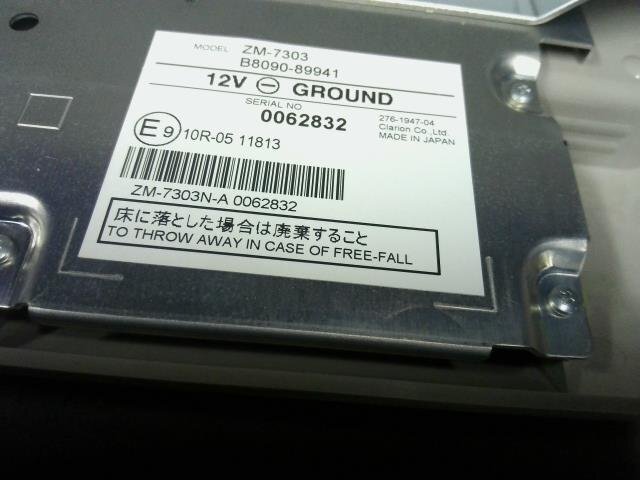 MODEL ZM-7303
B8090-89941
12V ⊖ GROUND
SERIAL NO
0062832
276-1947-04
Clarion Co.,Ltd.
MADE IN JAPAN
E9 10R-05 11813
ZM-7303N-A 0062832
床に落とした場合は廃棄すること
TO THROW AWAY IN CASE OF FREE-FALL